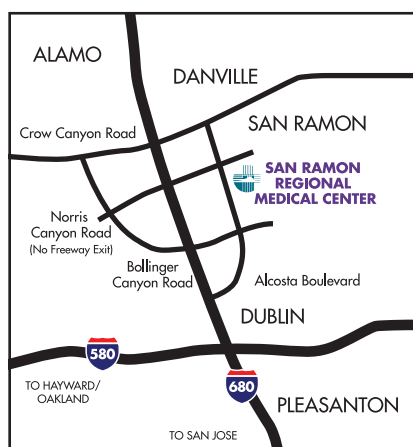 ALAMO
DANVILLE
SAN RAMON
Crow Canyon Road
SAN RAMON
REGIONAL
MEDICAL CENTER
Norris
Canyon Road
(No Freeway Exit)
Bollinger
Canyon Road
Alcosta Boulevard
DUBLIN
580
680
TO HAYWARD/
OAKLAND
PLEASANTON
TO SAN JOSE